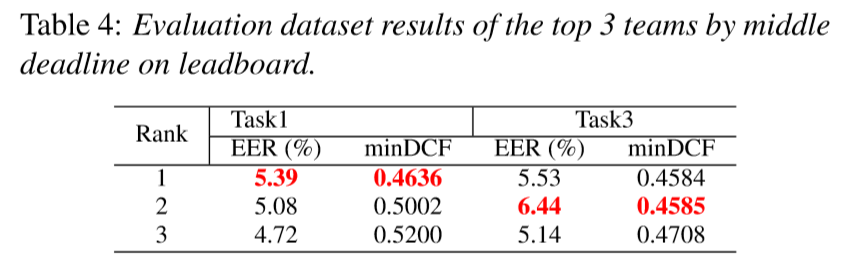 Table 4: Evaluation dataset results of the top 3 teams by middle
deadline on leadboard.
Rank Task1 Task3
EER (%) minDCF EER (%) minDCF
1 5.39 0.4636 5.53 0.4584
2 5.08 0.5002 6.44 0.4585
3 4.72 0.5200 5.14 0.4708